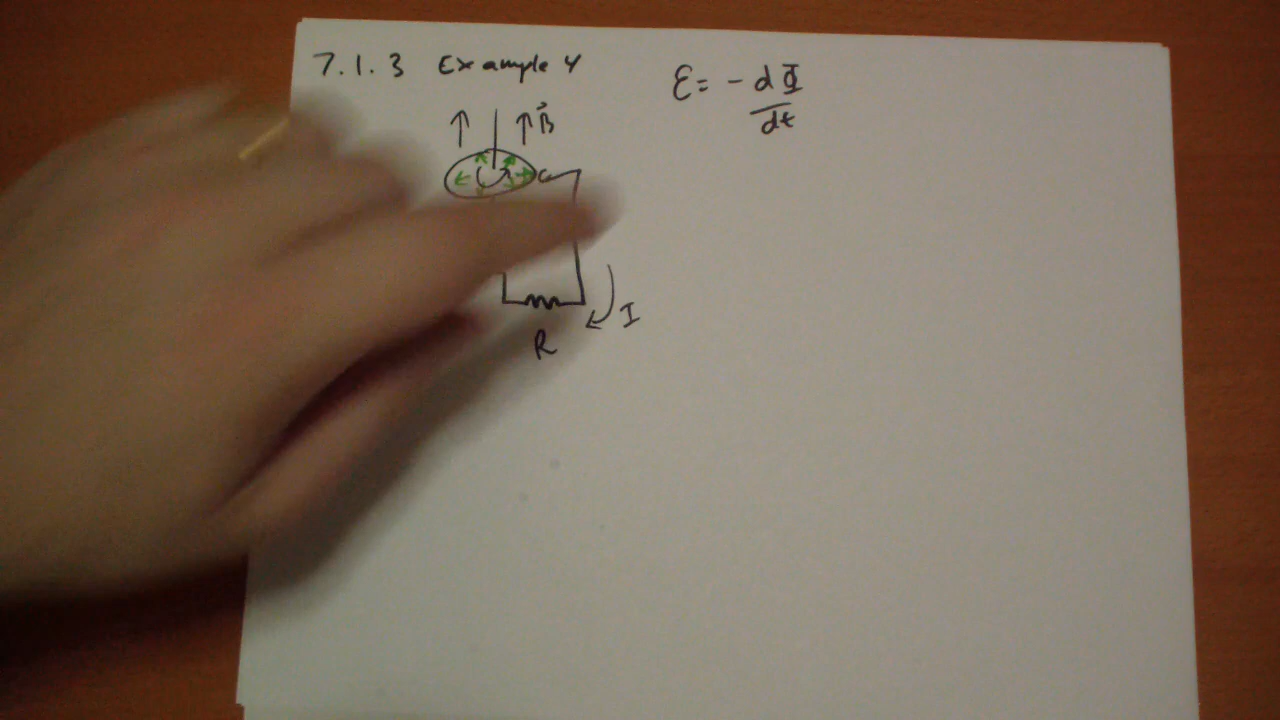 7.1.3 Example 4
ε = - dΦ/dt
B⃗
I
R